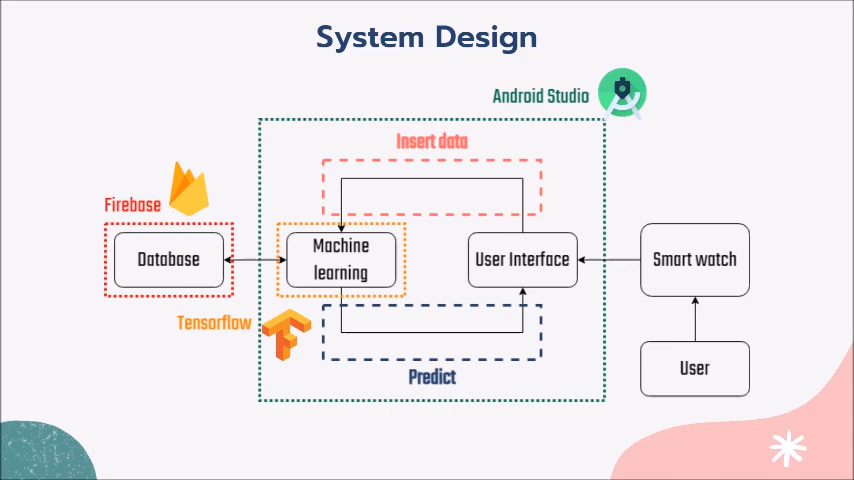 System Design
Android Studio
Insert data
Firebase
Database
Machine
learning
User Interface
Smart watch
Tensorflow
Predict
User